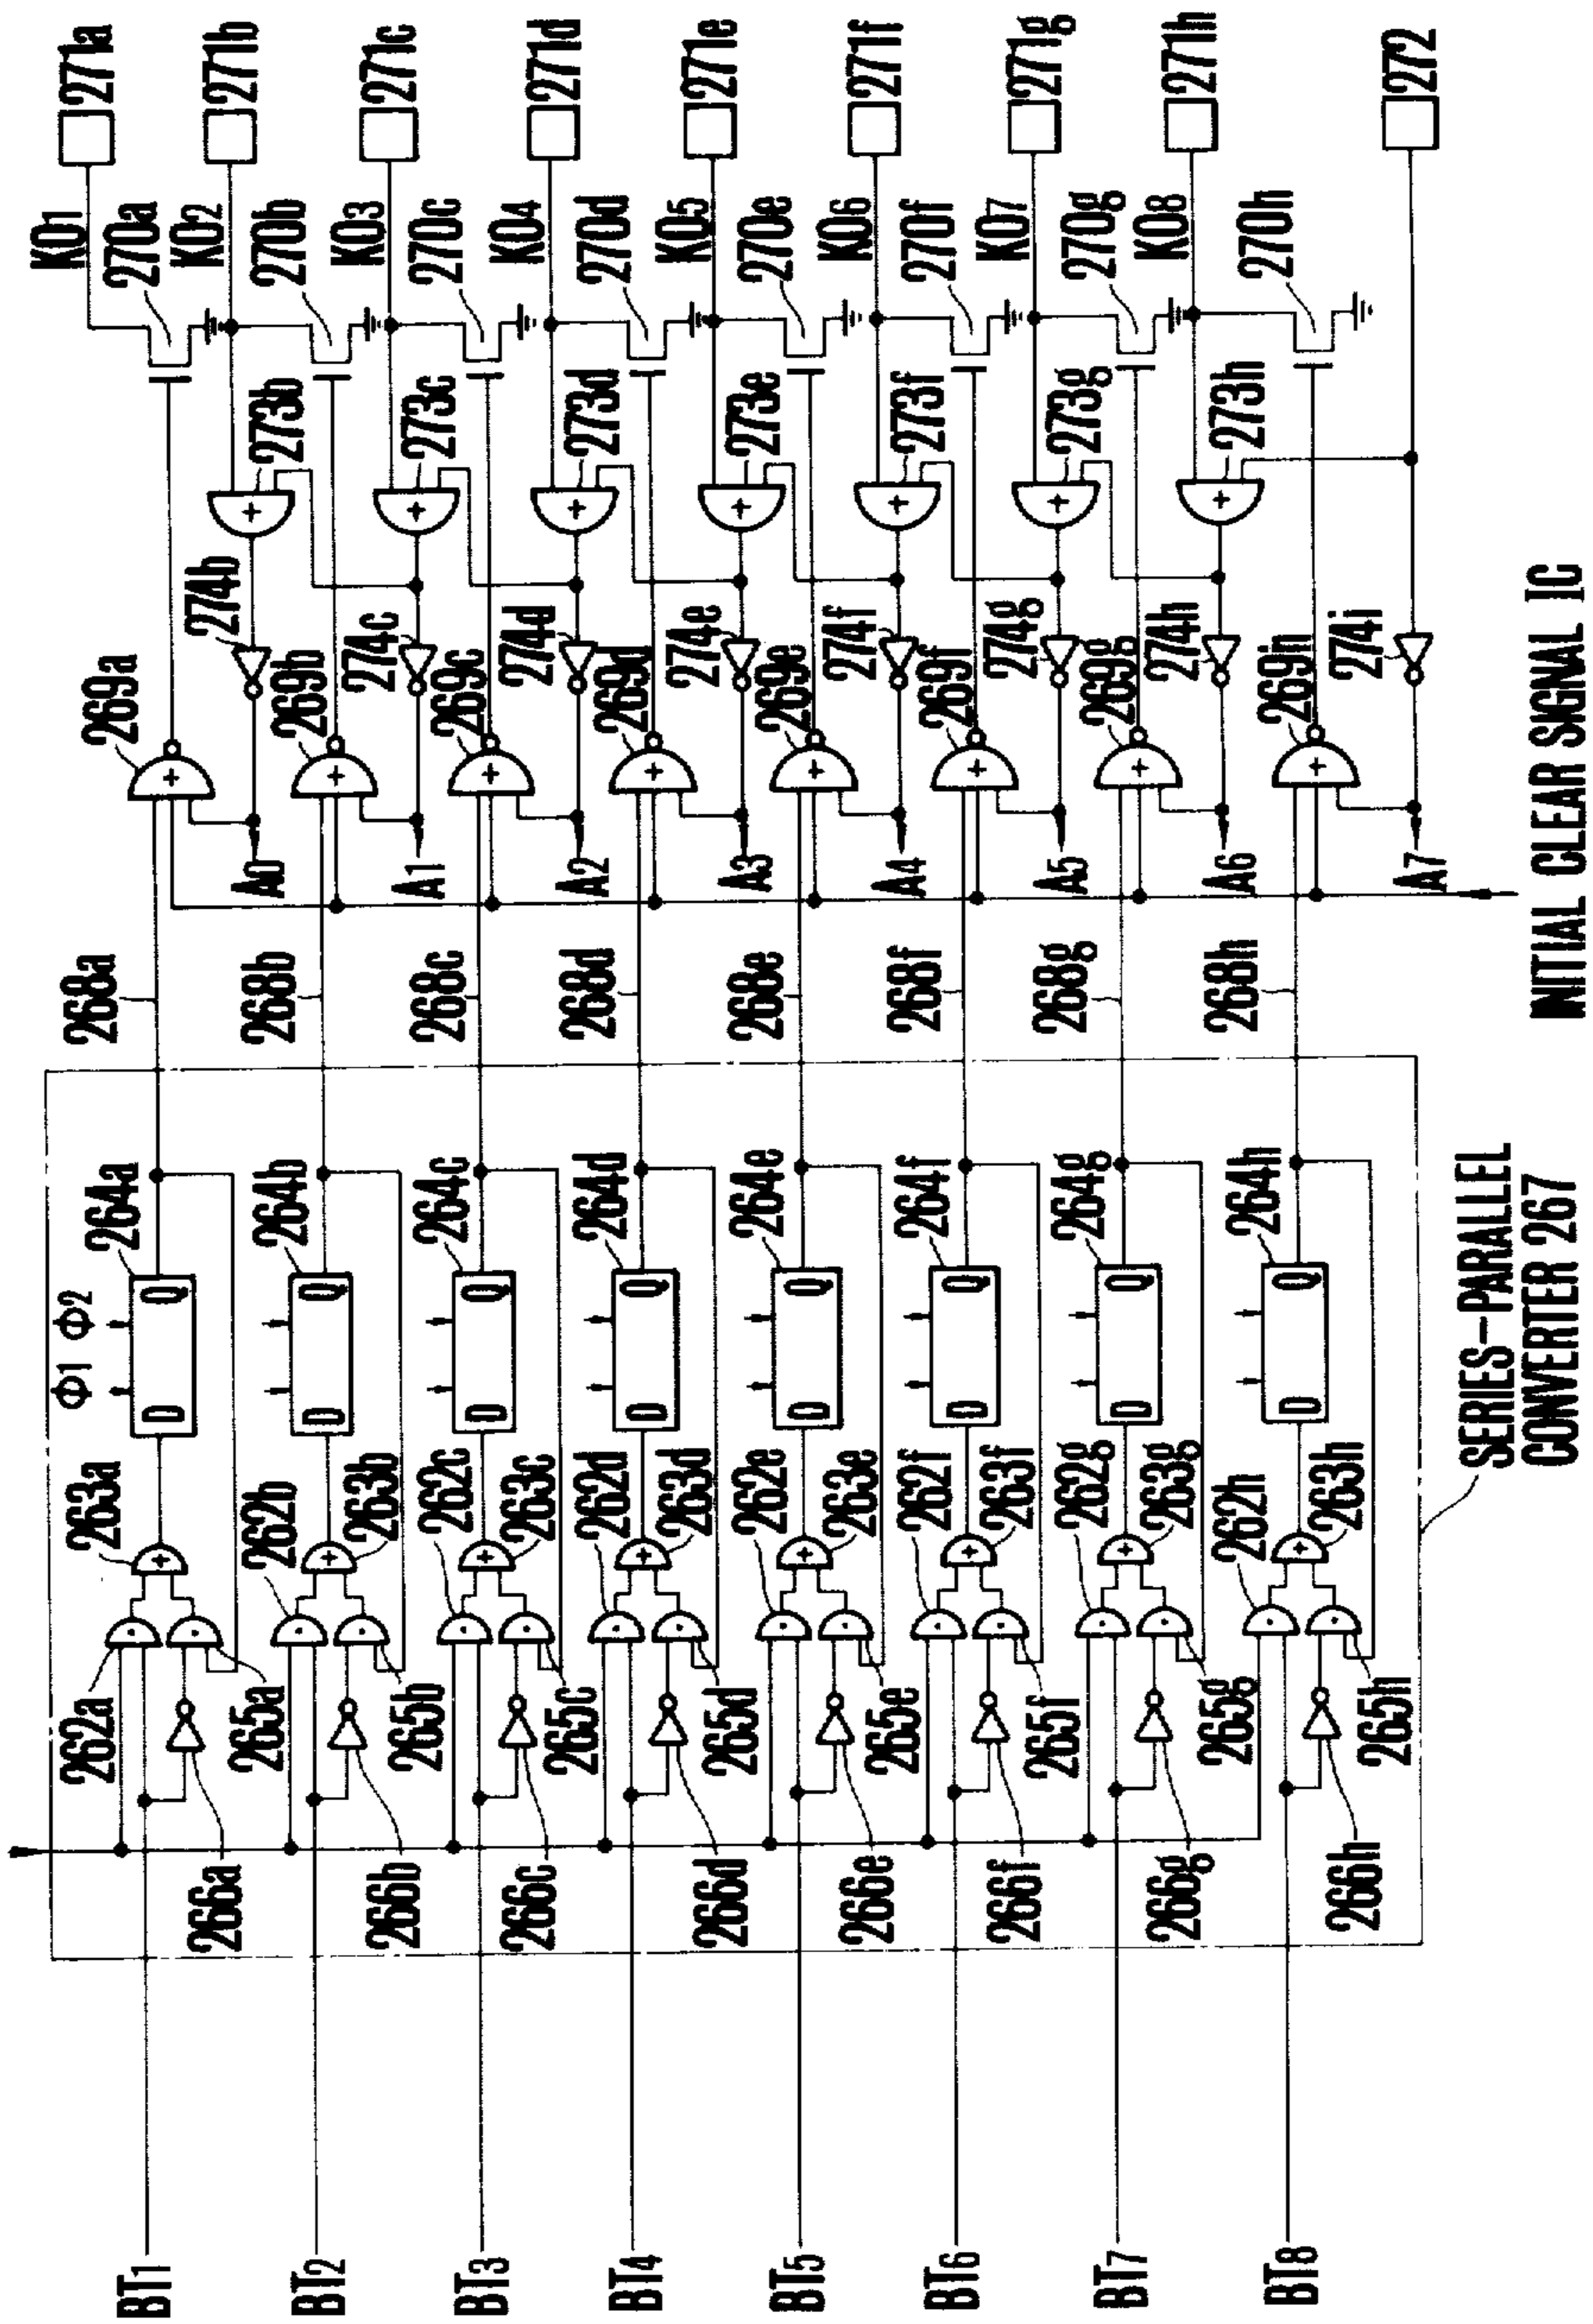 KO1
271a
270a
KO2
271b
270b
KO3
271c
270c
KO4
271d
270d
KO5
271e
270e
KO6
271f
270f
KO7
271g
270g
KO8
271h
270h
272
273b
273c
273d
273e
273f
273g
273h
274b
274c
274d
274e
274f
274g
274h
274i
269a
269b
269c
269d
269e
269f
269g
269h
A0
A1
A2
A3
A4
A5
A6
A7
INITIAL CLEAR SIGNAL IC
268a
268b
268c
268d
268e
268f
268g
268h
Φ1 Φ2
264a
264b
264c
264d
264e
264f
264g
264h
D Q
D Q
D Q
D Q
D Q
D Q
D Q
D Q
263a
262b
263b
262c
263c
262d
263d
262e
263e
262f
263f
262g
263g
262h
263h
262a
265a
265b
265c
265d
265e
265f
265g
265h
266a
266b
266c
266d
266e
266f
266g
266h
SERIES-PARALLEL
CONVERTER 267
BT1
BT2
BT3
BT4
BT5
BT6
BT7
BT8